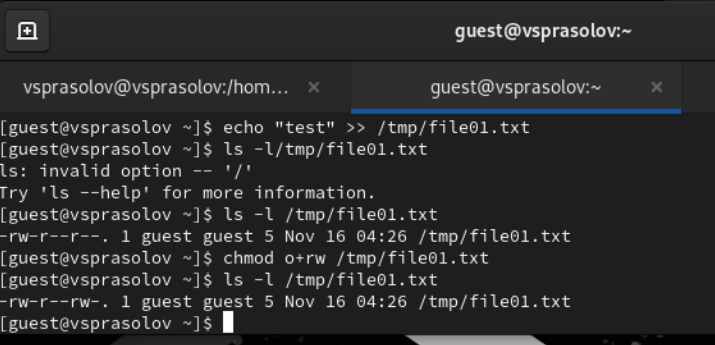 guest@vsprasolov:~
vsprasolov@vsprasolov:/hom... ×
guest@vsprasolov:~ ×
[guest@vsprasolov ~]$ echo "test" >> /tmp/file01.txt
[guest@vsprasolov ~]$ ls -l/tmp/file01.txt
ls: invalid option -- '/'
Try 'ls --help' for more information.
[guest@vsprasolov ~]$ ls -l /tmp/file01.txt
-rw-r--r--. 1 guest guest 5 Nov 16 04:26 /tmp/file01.txt
[guest@vsprasolov ~]$ chmod o+rw /tmp/file01.txt
[guest@vsprasolov ~]$ ls -l /tmp/file01.txt
-rw-r--rw-. 1 guest guest 5 Nov 16 04:26 /tmp/file01.txt
[guest@vsprasolov ~]$